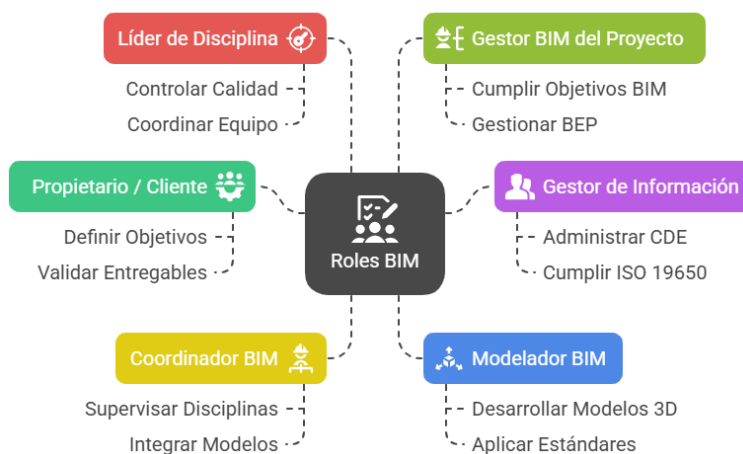 Líder de Disciplina
Controlar Calidad
Coordinar Equipo
Gestor BIM del Proyecto
Cumplir Objetivos BIM
Gestionar BEP
Propietario / Cliente
Definir Objetivos
Validar Entregables
Roles BIM
Gestor de Información
Administrar CDE
Cumplir ISO 19650
Coordinador BIM
Supervisar Disciplinas
Integrar Modelos
Modelador BIM
Desarrollar Modelos 3D
Aplicar Estándares